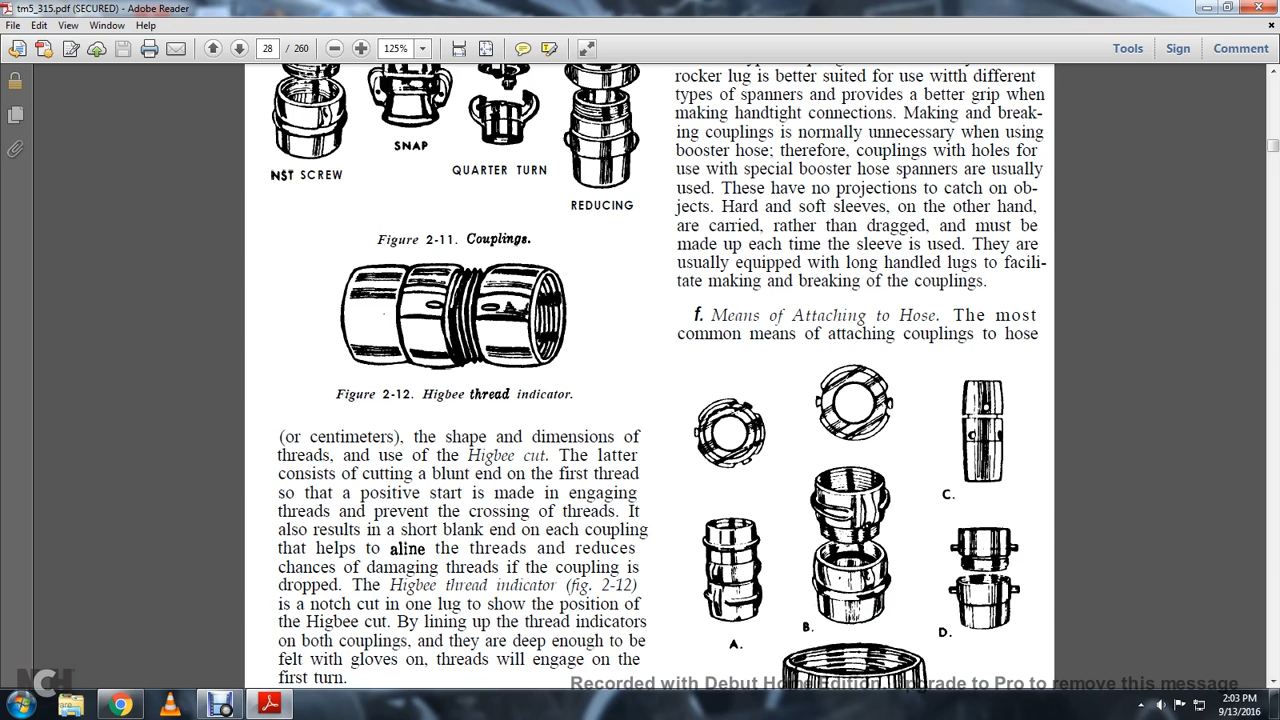 tm5_315.pdf (SECURED) - Adobe Reader
File Edit View Window Help
28 / 260 125% Tools Sign Comment
NST SCREW
SNAP
QUARTER TURN
REDUCING
Figure 2-11. Couplings.
Figure 2-12. Higbee thread indicator.
(or centimeters), the shape and dimensions of
threads, and use of the Higbee cut. The latter
consists of cutting a blunt end on the first thread
so that a positive start is made in engaging
threads and prevent the crossing of threads. It
also results in a short blank end on each coupling
that helps to aline the threads and reduces
chances of damaging threads if the coupling is
dropped. The Higbee thread indicator (fig. 2-12)
is a notch cut in one lug to show the position of
the Higbee cut. By lining up the thread indicators
on both couplings, and they are deep enough to be
felt with gloves on, threads will engage on the
first turn.
rocker lug is better suited for use witth different
types of spanners and provides a better grip when
making handtight connections. Making and break-
ing couplings is normally unnecessary when using
booster hose; therefore, couplings with holes for
use with special booster hose spanners are usually
used. These have no projections to catch on ob-
jects. Hard and soft sleeves, on the other hand,
are carried, rather than dragged, and must be
made up each time the sleeve is used. They are
usually equipped with long handled lugs to facili-
tate making and breaking of the couplings.
f. Means of Attaching to Hose. The most
common means of attaching couplings to hose
C.
B.
D.
A.
NCH
Recorded with Debut Home Edition. Upgrade to Pro to remove this message
2:03 PM
9/13/2016